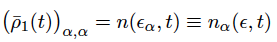 (ρ̄₁(t))_{α,α} = n(ϵ_α, t) ≡ n_α(ϵ, t)